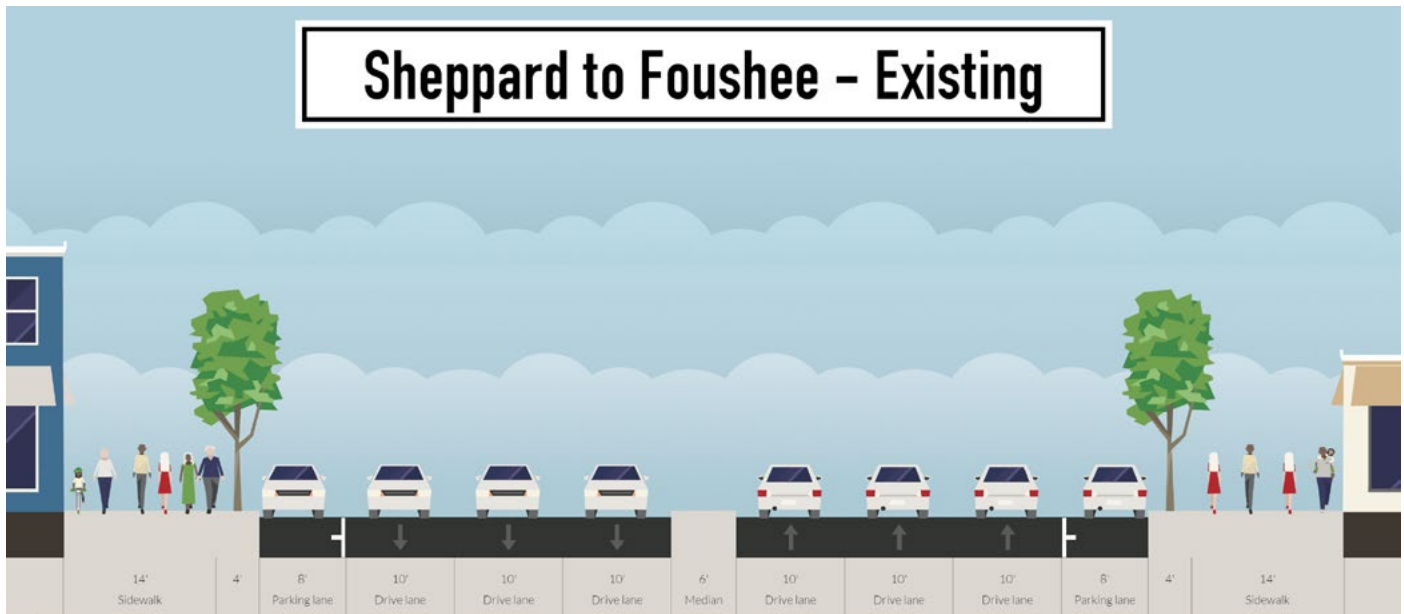 Sheppard to Foushee – Existing
14' 4' 8' 10' 10' 10' 6' 10' 10' 10' 8' 4' 14'
Sidewalk Parking lane Drive lane Drive lane Drive lane Median Drive lane Drive lane Drive lane Parking lane Sidewalk